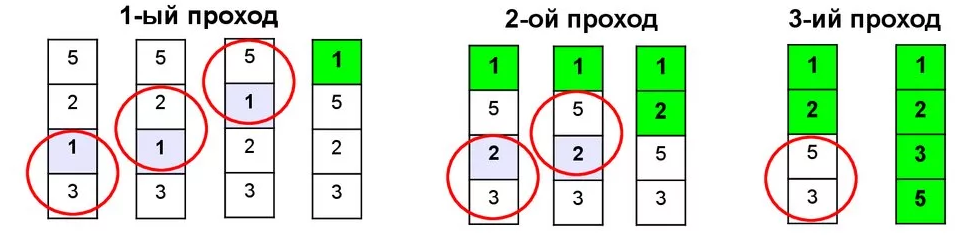 1-ый проход
5 5 5 1
2 2 1 5
1 1 2 2
3 3 3 3
2-ой проход
1 1 1
5 5 2
2 2 5
3 3 3
3-ий проход
1 1
2 2
5 3
3 5